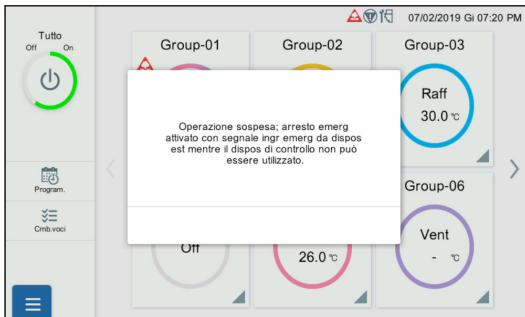 07/02/2019 Gi 07:20 PM
Tutto
Off On
Program.
Cmb.voci
Group-01
Group-02
Group-03
Raff
30.0 °C
Operazione sospesa; arresto emerg
attivato con segnale ingr emerg da dispos
est mentre il dispos di controllo non può
essere utilizzato.
Off
26.0 °C
Group-06
Vent
- °C